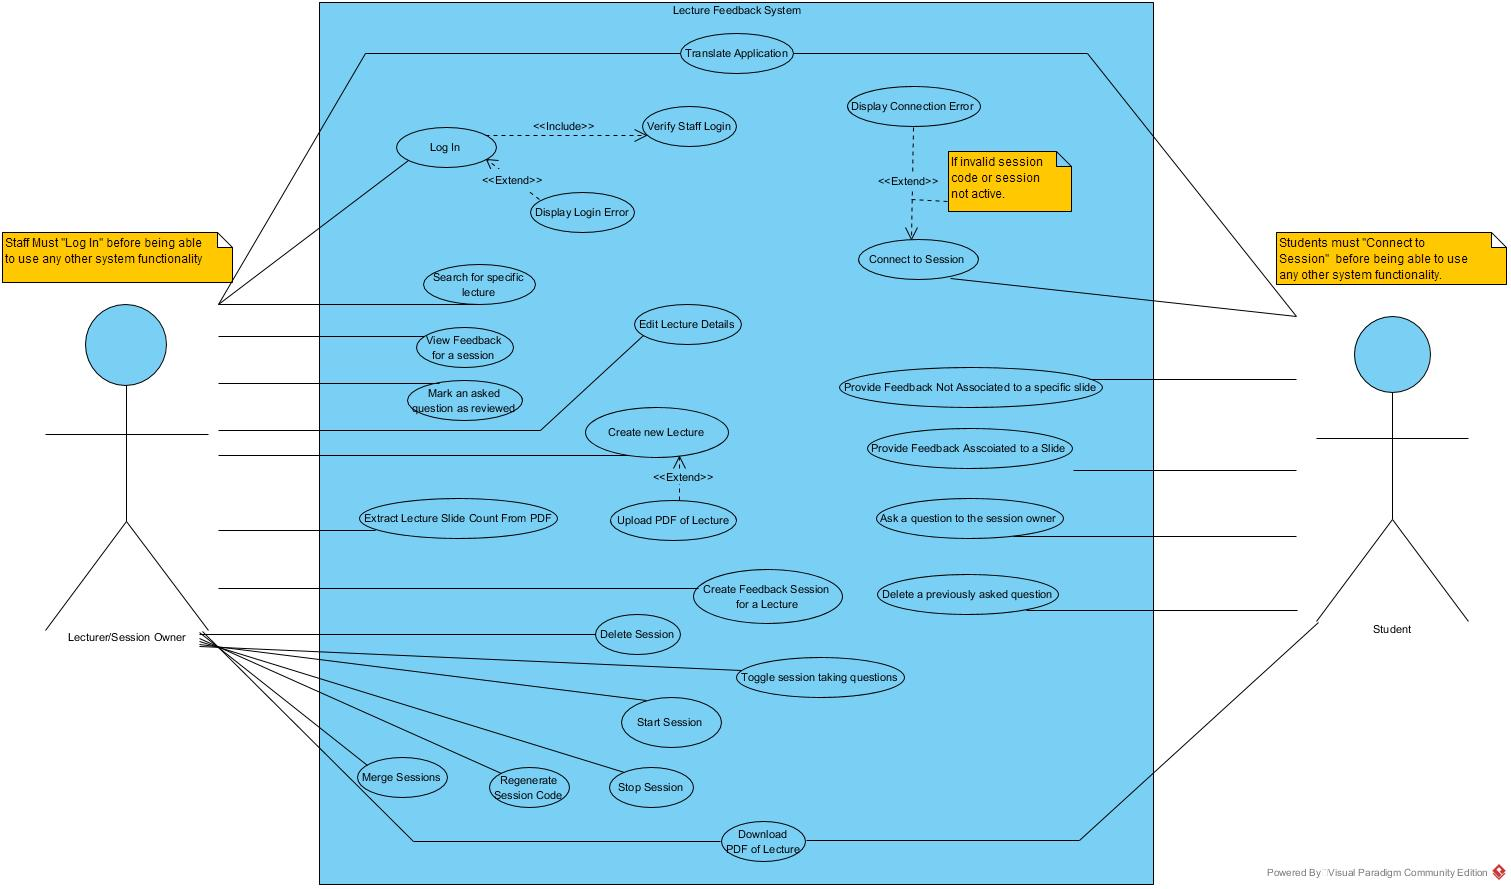 Lecture Feedback System
Translate Application
Display Connection Error
<<Include>>
Verify Staff Login
Log In
If invalid session
code or session
not active.
<<Extend>>
<<Extend>>
Display Login Error
Staff Must "Log In" before being able
to use any other system functionality
Students must "Connect to
Session"  before being able to use
any other system functionality.
Connect to Session
Search for specific
lecture
Edit Lecture Details
View Feedback
for a session
Provide Feedback Not Associated to a specific slide
Mark an asked
question as reviewed
Create new Lecture
Provide Feedback Asscoiated to a Slide
<<Extend>>
Extract Lecture Slide Count From PDF
Upload PDF of Lecture
Ask a question to the session owner
Create Feedback Session
for a Lecture
Delete a previously asked question
Lecturer/Session Owner
Delete Session
Student
Toggle session taking questions
Start Session
Merge Sessions
Regenerate
Session Code
Stop Session
Download
PDF of Lecture
Powered By Visual Paradigm Community Edition